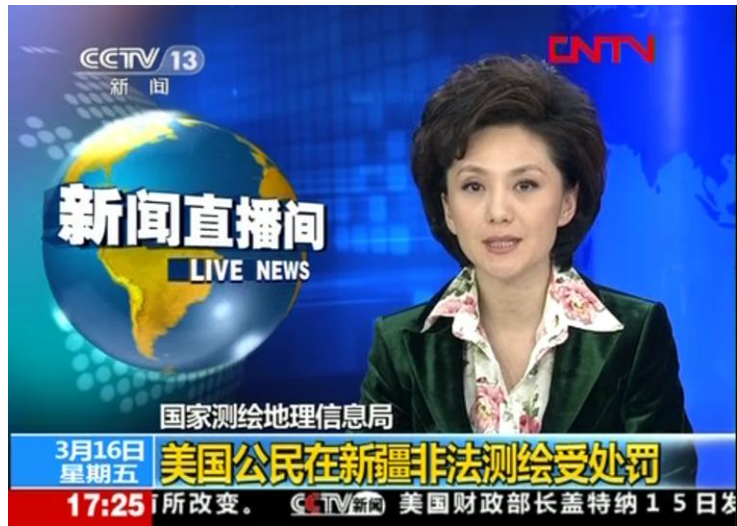 CCTV 13
新闻
CNTV
新闻直播间
LIVE NEWS
国家测绘地理信息局
3月16日
星期五
美国公民在新疆非法测绘受处罚
17:25
有所改变。 CCTV新闻 美国财政部长盖特纳15日发